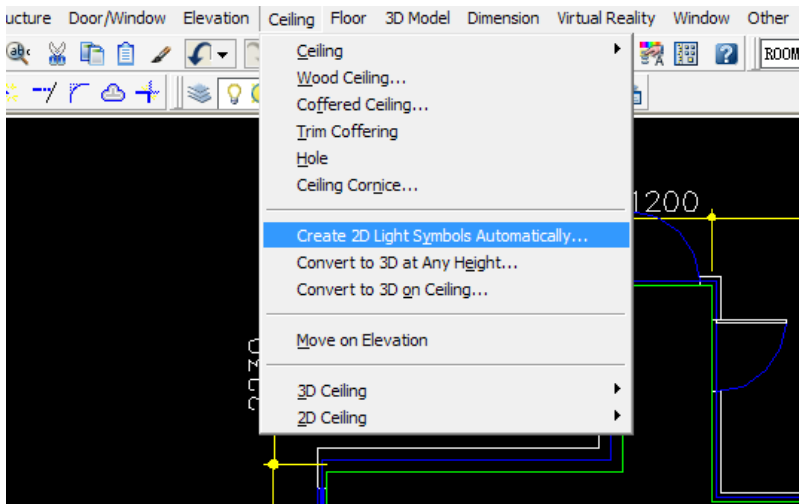 ucture Door/Window Elevation Ceiling Floor 3D Model Dimension Virtual Reality Window Other
ROOM
Ceiling
Wood Ceiling...
Coffered Ceiling...
Trim Coffering
Hole
Ceiling Cornice...
Create 2D Light Symbols Automatically...
Convert to 3D at Any Height...
Convert to 3D on Ceiling...
Move on Elevation
3D Ceiling
2D Ceiling
1200